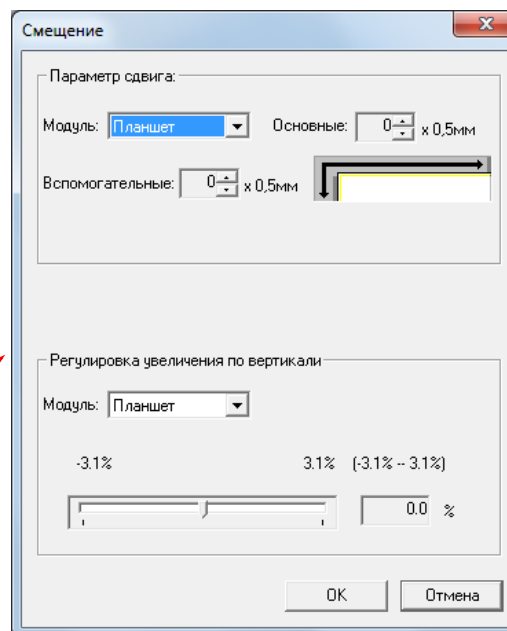 Смещение
Параметр сдвига:
Модуль: Планшет Основные: 0 x 0,5мм
Вспомогательные: 0 x 0,5мм
Регулировка увеличения по вертикали
Модуль: Планшет
-3.1% 3.1% (-3.1% -- 3.1%)
0.0 %
OK Отмена